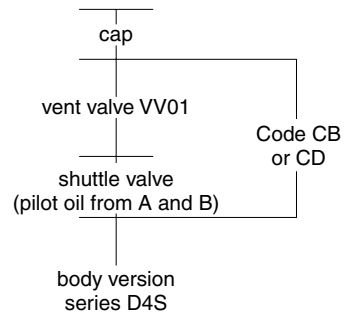 cap
vent valve VV01
Code CB
or CD
shuttle valve
(pilot oil from A and B)
body version
series D4S